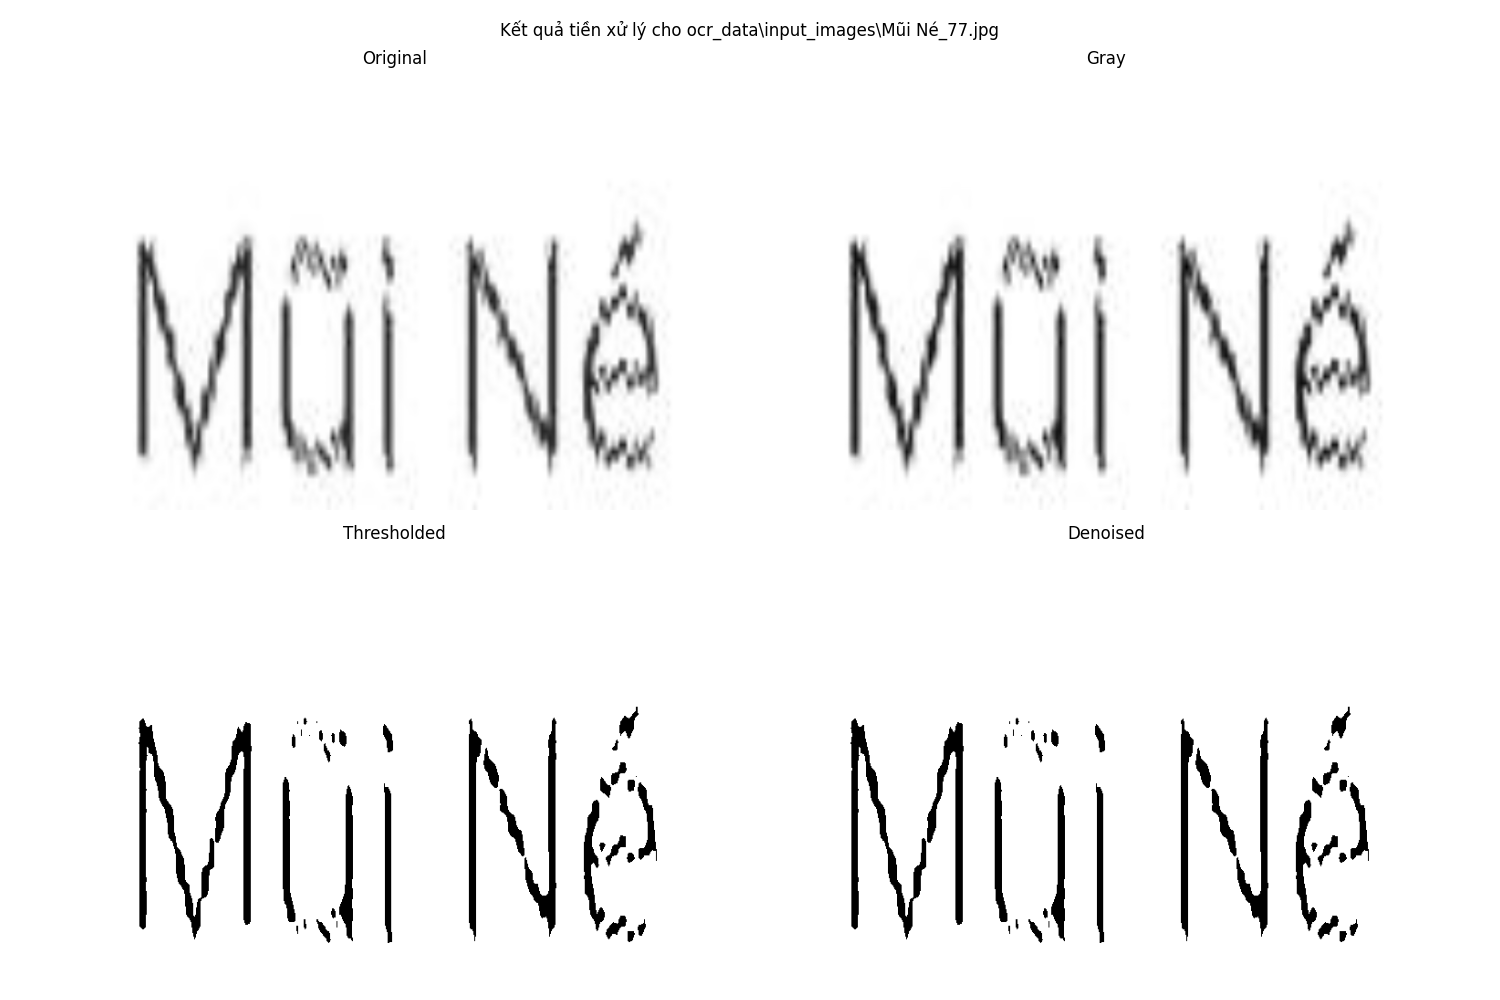 Kết quả tiền xử lý cho ocr_data\input_images\Mũi Né_77.jpg
Original
Gray
Mũi Né
Mũi Né
Thresholded
Denoised
Mũi Né
Mũi Né